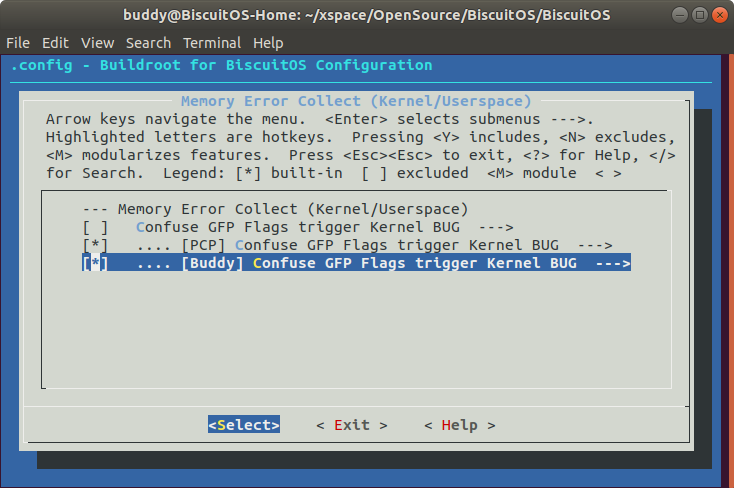 buddy@BiscuitOS-Home: ~/xspace/OpenSource/BiscuitOS/BiscuitOS
File Edit View Search Terminal Help
.config - Buildroot for BiscuitOS Configuration
Memory Error Collect (Kernel/Userspace)
Arrow keys navigate the menu.  <Enter> selects submenus --->.
Highlighted letters are hotkeys.  Pressing <Y> includes, <N> excludes,
<M> modularizes features.  Press <Esc><Esc> to exit, <?> for Help, </>
for Search.  Legend: [*] built-in  [ ] excluded  <M> module  < >
--- Memory Error Collect (Kernel/Userspace)
[ ]   Confuse GFP Flags trigger Kernel BUG  --->
[*]   .... [PCP] Confuse GFP Flags trigger Kernel BUG  --->
[*]   .... [Buddy] Confuse GFP Flags trigger Kernel BUG  --->
<Select>    < Exit >    < Help >